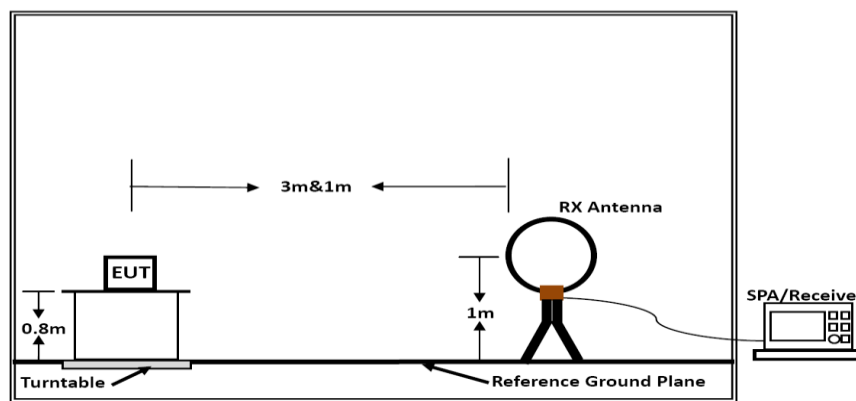 3m&1m
RX Antenna
EUT
SPA/Receive
0.8m
1m
Turntable
Reference Ground Plane